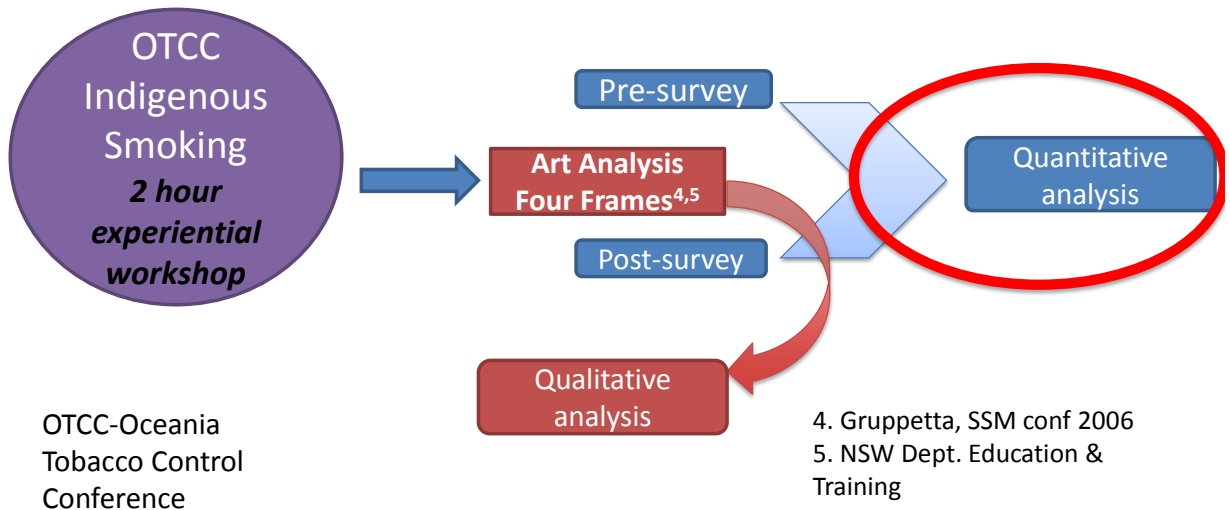 OTCC
Indigenous
Smoking
2 hour
experiential
workshop
Pre-survey
Art Analysis
Four Frames4,5
Post-survey
Quantitative
analysis
Qualitative
analysis
OTCC-Oceania
Tobacco Control
Conference
4. Gruppetta, SSM conf 2006
5. NSW Dept. Education &
Training